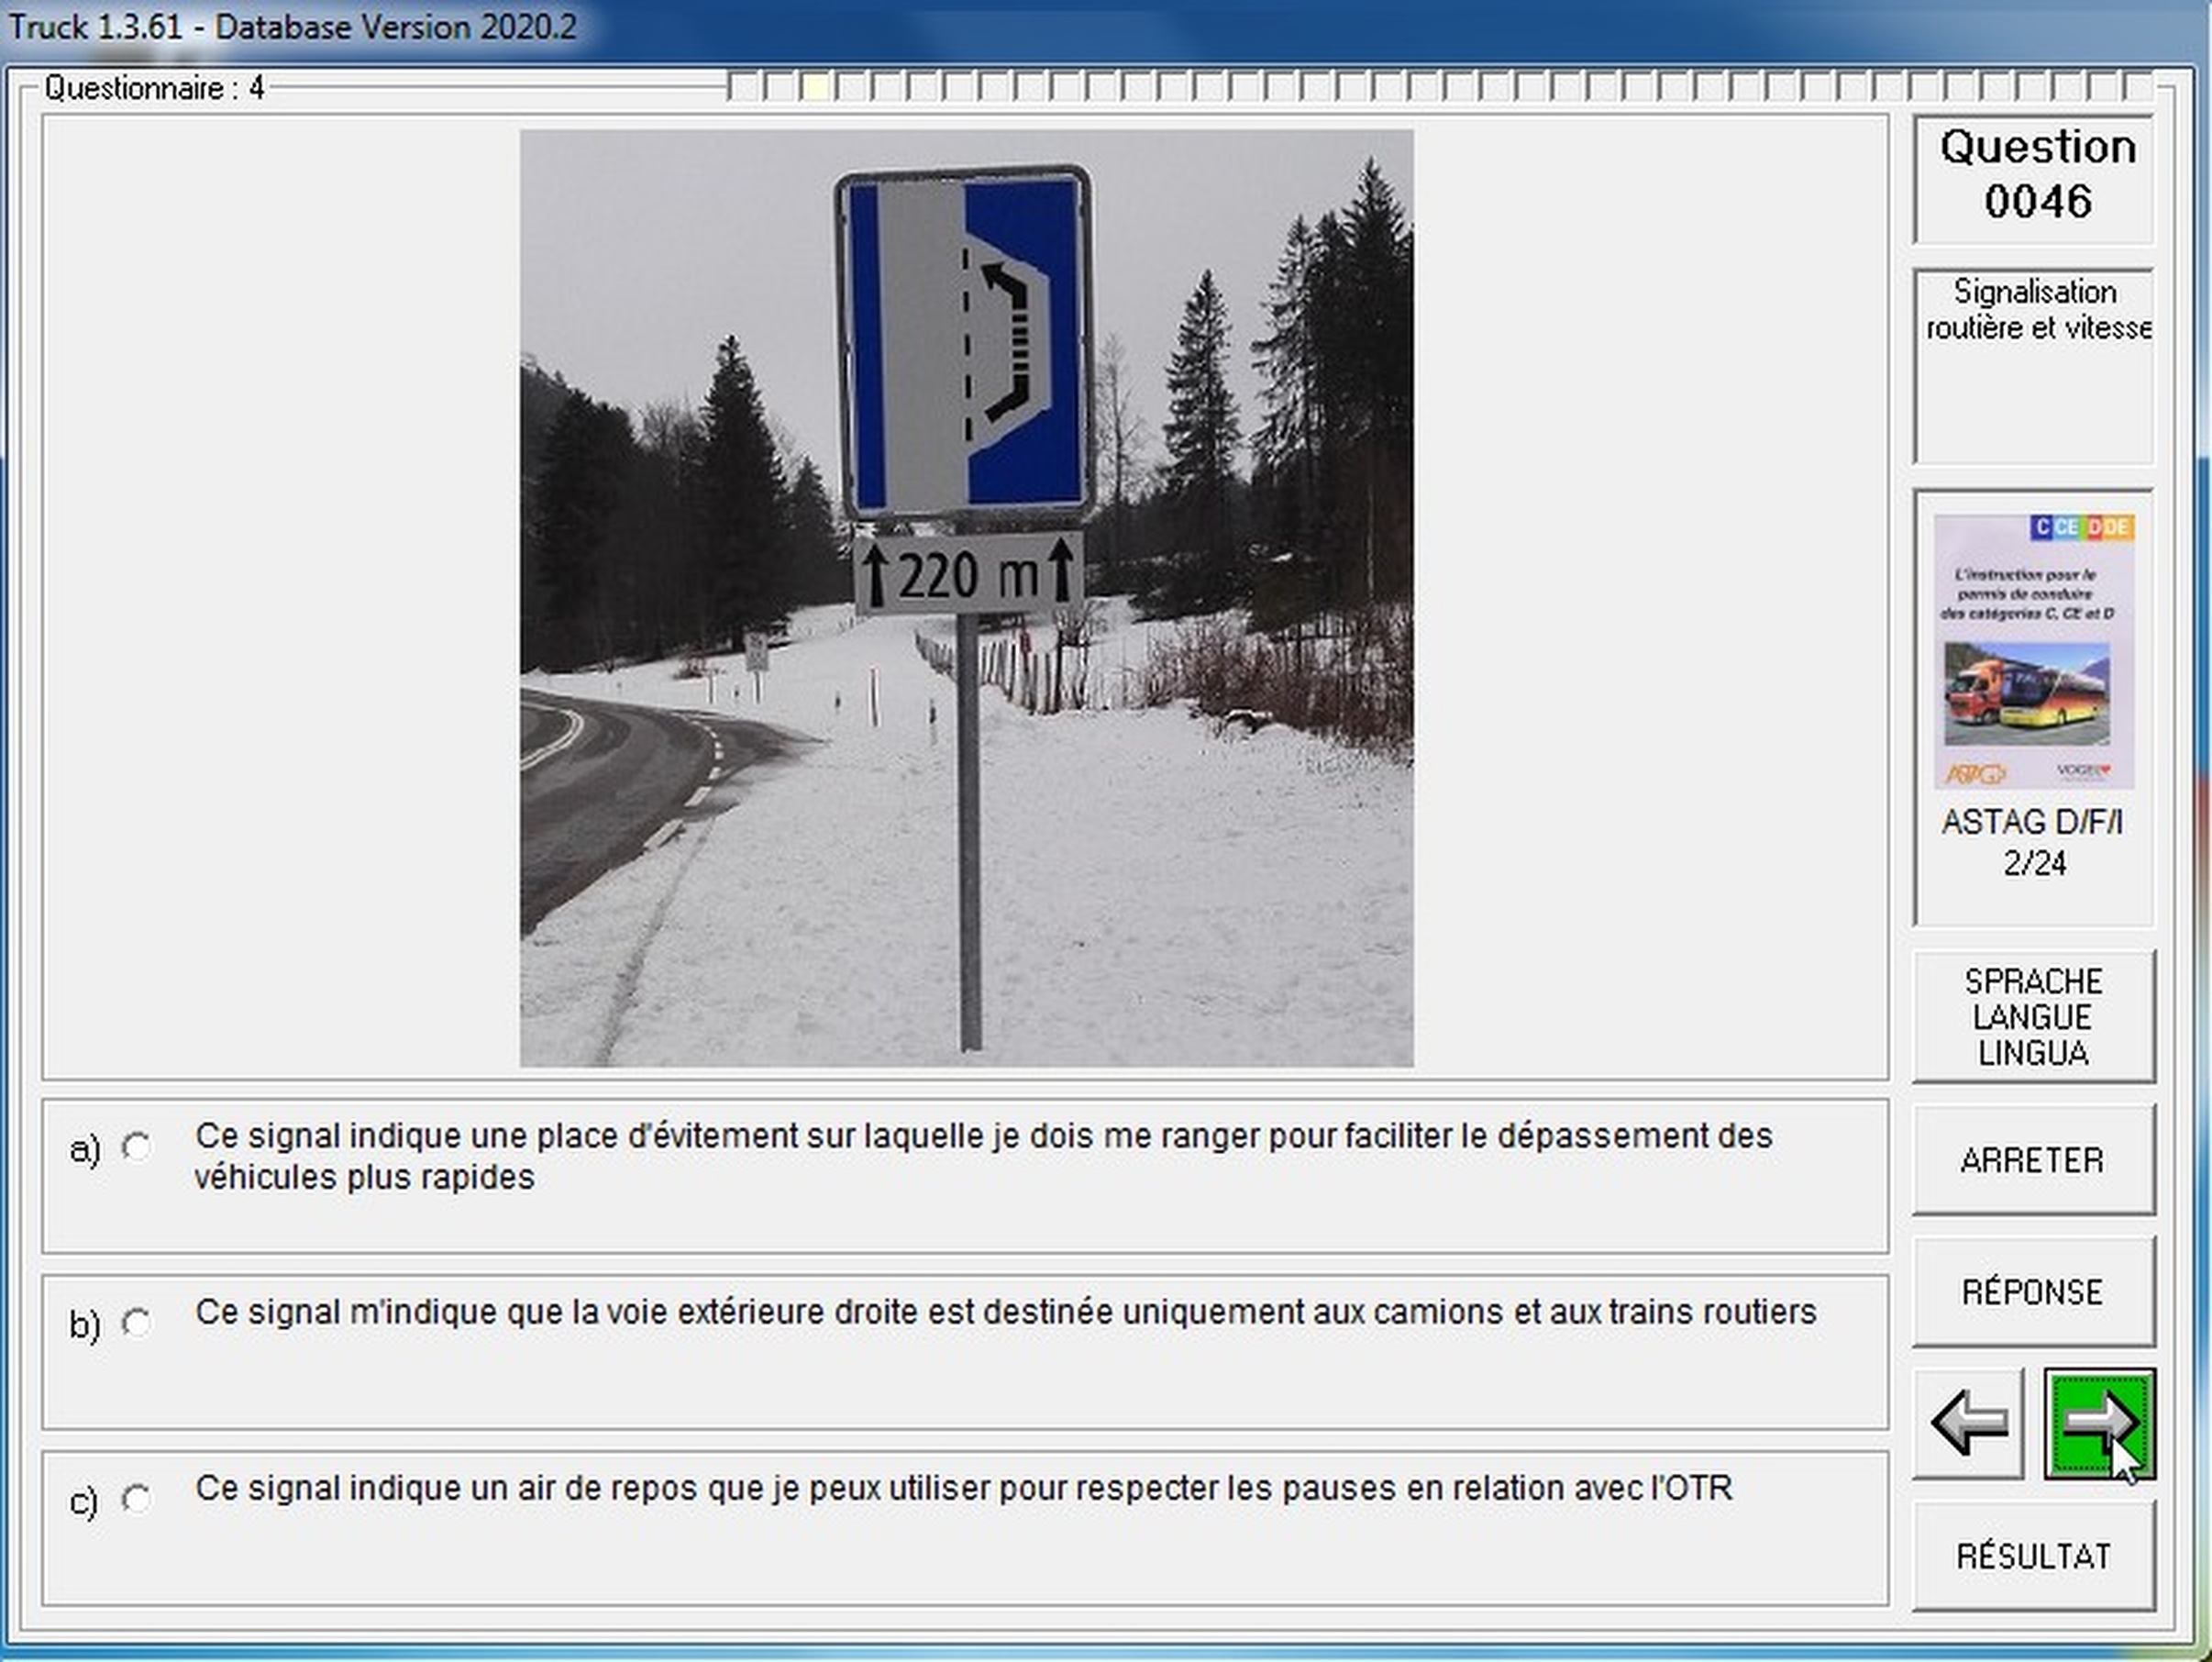 Truck 1.3.61 - Database Version 2020.2
Questionnaire : 4
220 m
Question
0046
Signalisation
routière et vitesse
C CE D DE
L'instruction pour le
permis de conduire
des catégories C, CE et D
ASTAG
VOGEL
ASTAG D/F/I
2/24
SPRACHE
LANGUE
LINGUA
ARRETER
RÉPONSE
RÉSULTAT
a) Ce signal indique une place d'évitement sur laquelle je dois me ranger pour faciliter le dépassement des
véhicules plus rapides
b) Ce signal m'indique que la voie extérieure droite est destinée uniquement aux camions et aux trains routiers
c) Ce signal indique un air de repos que je peux utiliser pour respecter les pauses en relation avec l'OTR